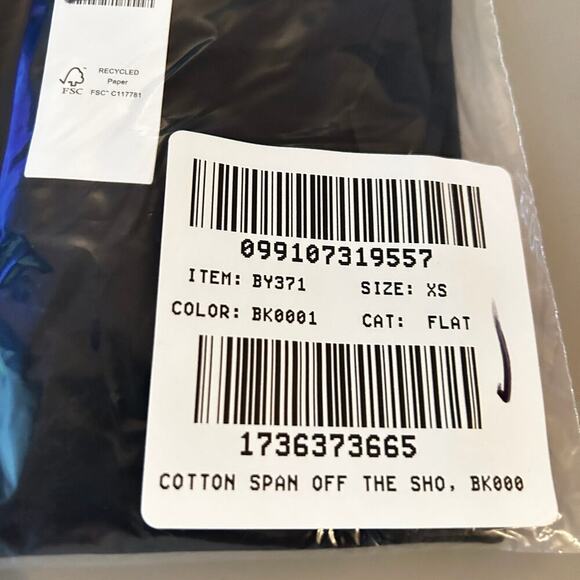 RECYCLED
Paper
FSC™ C117781
FSC
099107319557
ITEM: BY371 SIZE: XS
COLOR: BK0001 CAT: FLAT
1736373665
COTTON SPAN OFF THE SHO, BK000